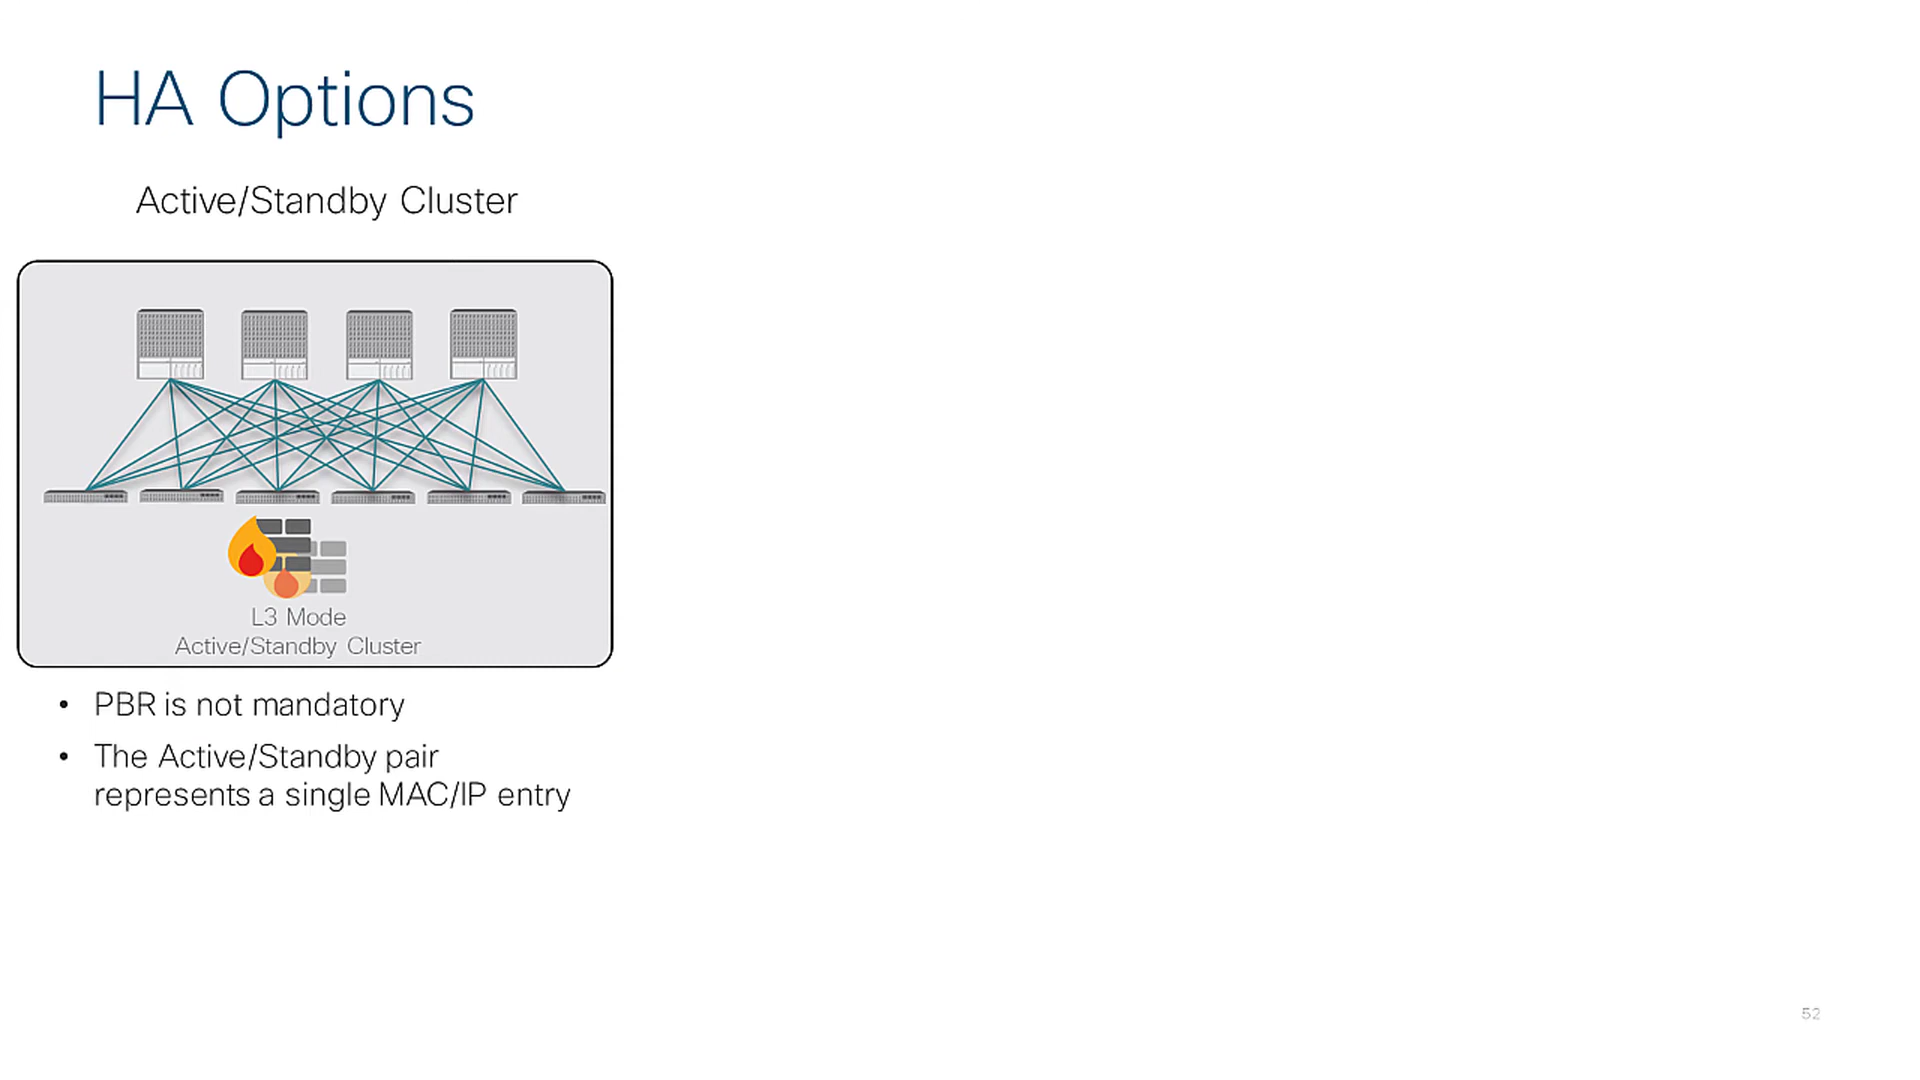 HA Options
Active/Standby Cluster
L3 Mode
Active/Standby Cluster
• PBR is not mandatory
• The Active/Standby pair
represents a single MAC/IP entry
52